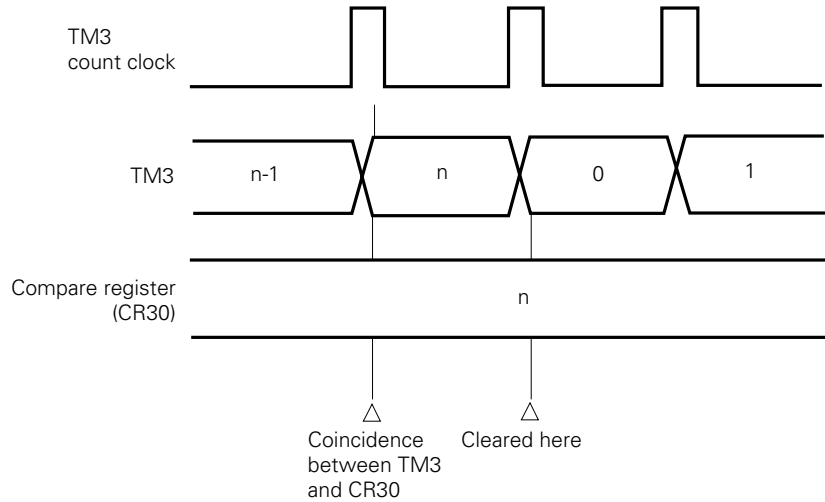 TM3
count clock
TM3
n-1
n
0
1
Compare register
(CR30)
n
Coincidence
between TM3
and CR30
Cleared here